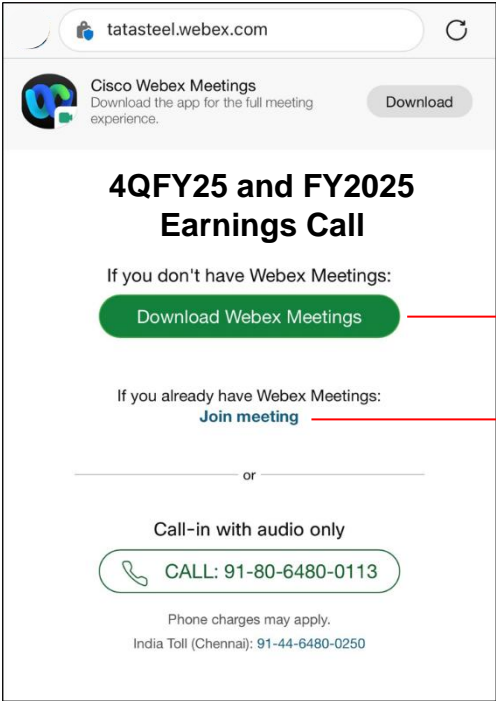 tatasteel.webex.com
Cisco Webex Meetings
Download the app for the full meeting
experience.
Download
4QFY25 and FY2025
Earnings Call
If you don't have Webex Meetings:
Download Webex Meetings
If you already have Webex Meetings:
Join meeting
or
Call-in with audio only
CALL: 91-80-6480-0113
Phone charges may apply.
India Toll (Chennai): 91-44-6480-0250